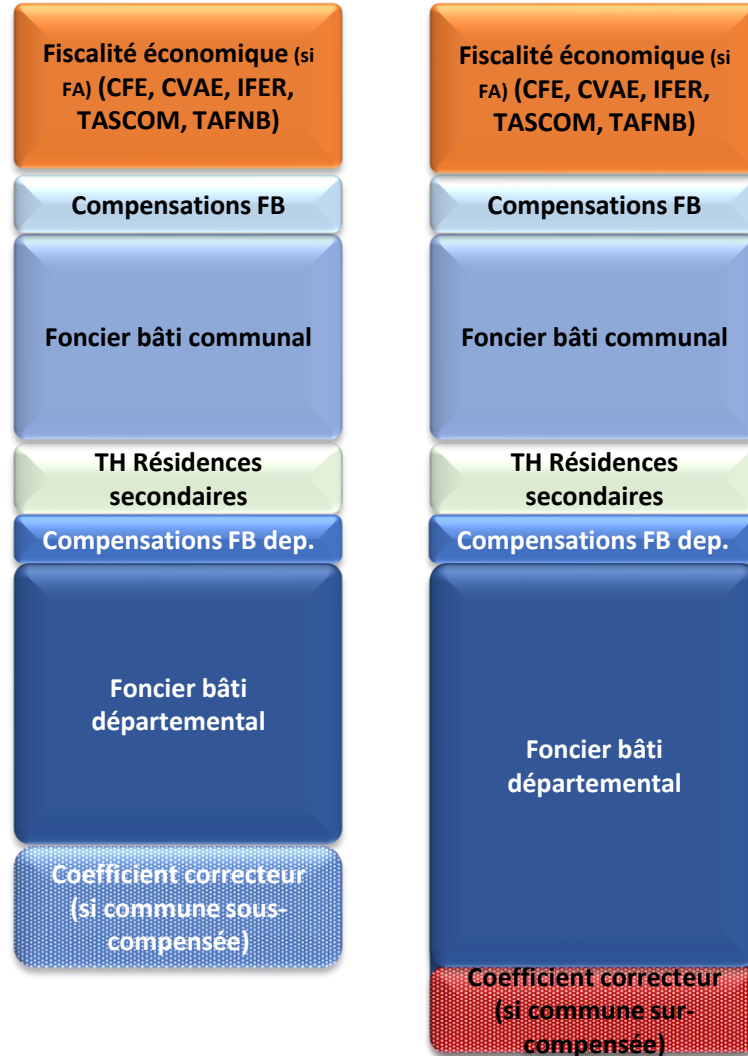 Fiscalité économique (si
FA) (CFE, CVAE, IFER,
TASCOM, TAFNB)
Compensations FB
Foncier bâti communal
TH Résidences
secondaires
Compensations FB dep.
Foncier bâti
départemental
Coefficient correcteur
(si commune sous-
compensée)
Fiscalité économique (si
FA) (CFE, CVAE, IFER,
TASCOM, TAFNB)
Compensations FB
Foncier bâti communal
TH Résidences
secondaires
Compensations FB dep.
Foncier bâti
départemental
Coefficient correcteur
(si commune sur-
compensée)